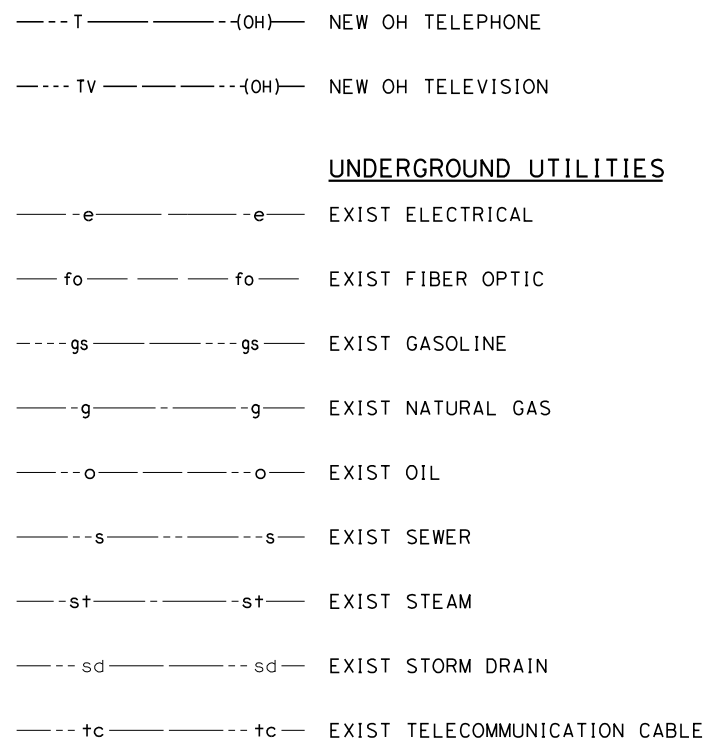 T (OH) NEW OH TELEPHONE
TV (OH) NEW OH TELEVISION
UNDERGROUND UTILITIES
e e EXIST ELECTRICAL
fo fo EXIST FIBER OPTIC
gs gs EXIST GASOLINE
g g EXIST NATURAL GAS
o o EXIST OIL
s s EXIST SEWER
st st EXIST STEAM
sd sd EXIST STORM DRAIN
tc tc EXIST TELECOMMUNICATION CABLE